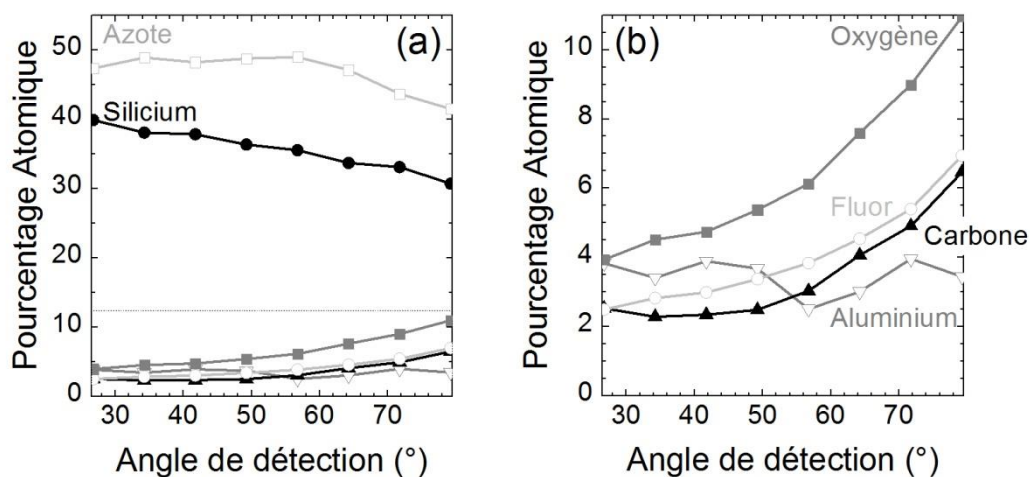 Pourcentage Atomique
50
40
30
20
10
0
Azote
(a)
Silicium
30 40 50 60 70
Angle de détection (°)
Pourcentage Atomique
10
8
6
4
2
0
(b)
Oxygène
Fluor
Carbone
Aluminium
30 40 50 60 70
Angle de détection (°)